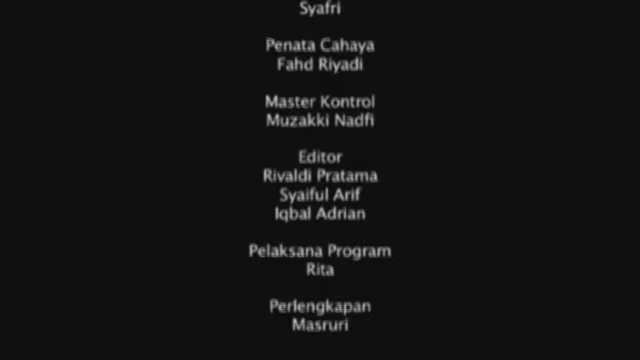 Syafri
Penata Cahaya
Fahd Riyadi
Master Kontrol
Muzakki Nadfi
Editor
Rivaldi Pratama
Syaiful Arif
Iqbal Adrian
Pelaksana Program
Rita
Perlengkapan
Masruri